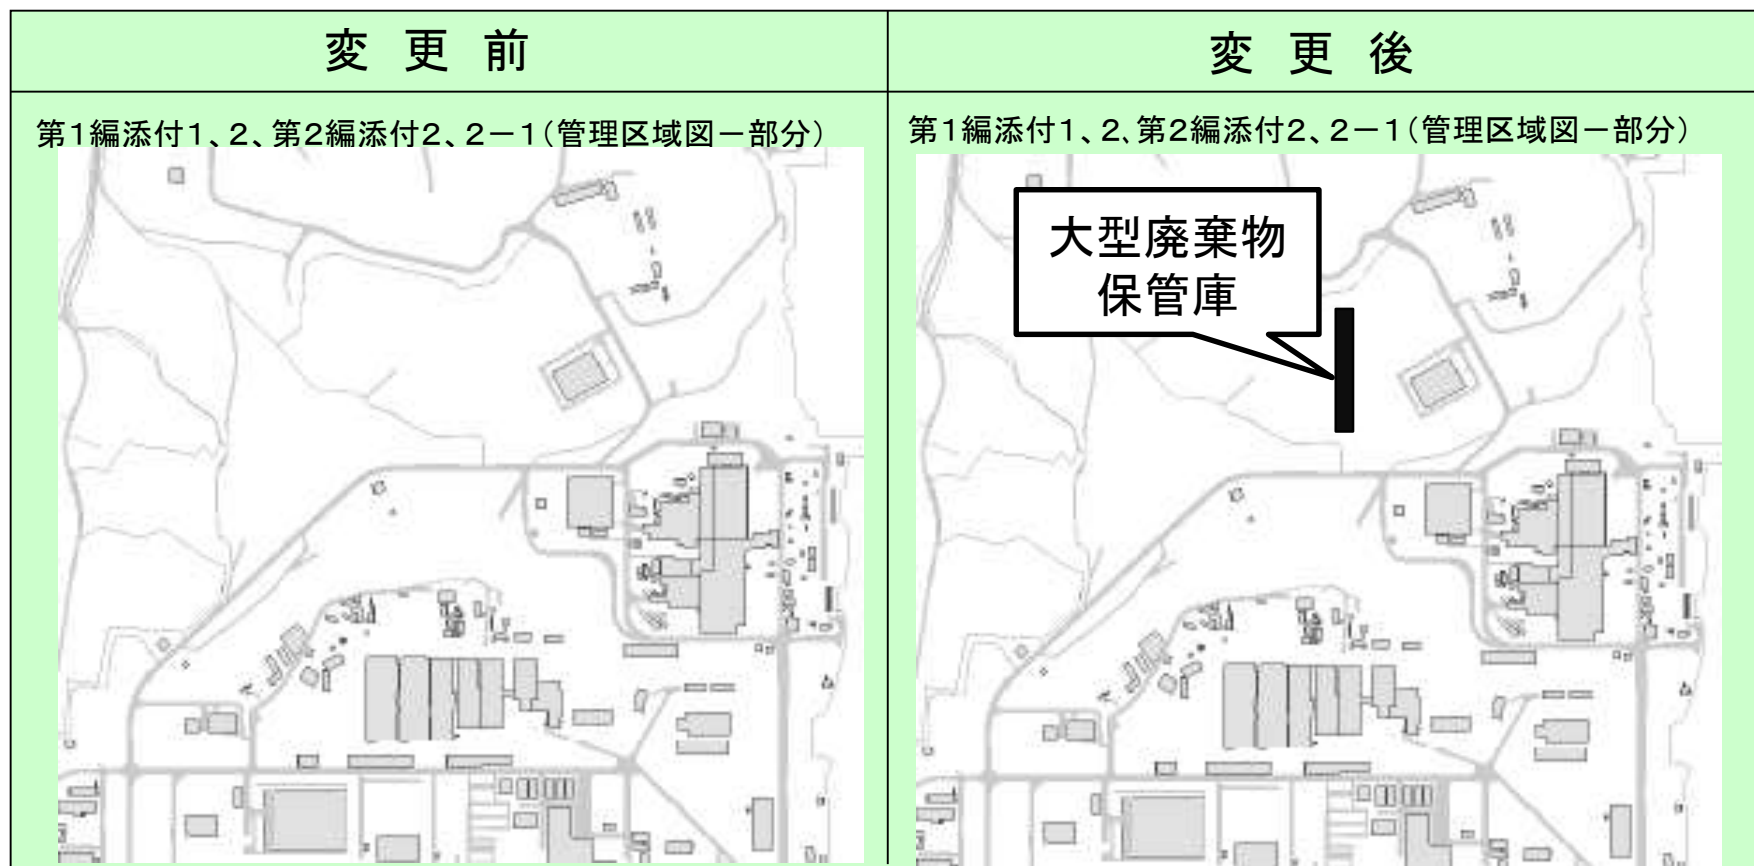 変 更 前
変 更 後
第1編添付1、2、第2編添付2、2－1(管理区域図－部分)
第1編添付1、2、第2編添付2、2－1(管理区域図－部分)
大型廃棄物
保管庫